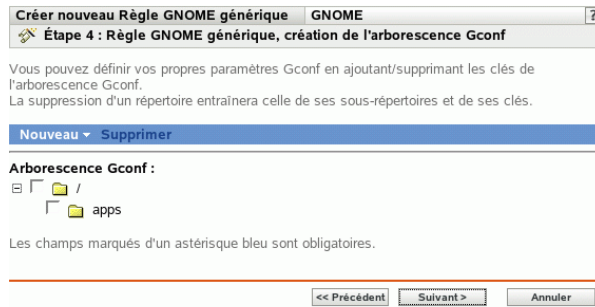 Créer nouveau Règle GNOME générique GNOME ?
Étape 4 : Règle GNOME générique, création de l'arborescence Gconf
Vous pouvez définir vos propres paramètres Gconf en ajoutant/supprimant les clés de
l'arborescence Gconf.
La suppression d'un répertoire entraînera celle de ses sous-répertoires et de ses clés.
Nouveau Supprimer
Arborescence Gconf :
/
apps
Les champs marqués d'un astérisque bleu sont obligatoires.
<< Précédent Suivant > Annuler